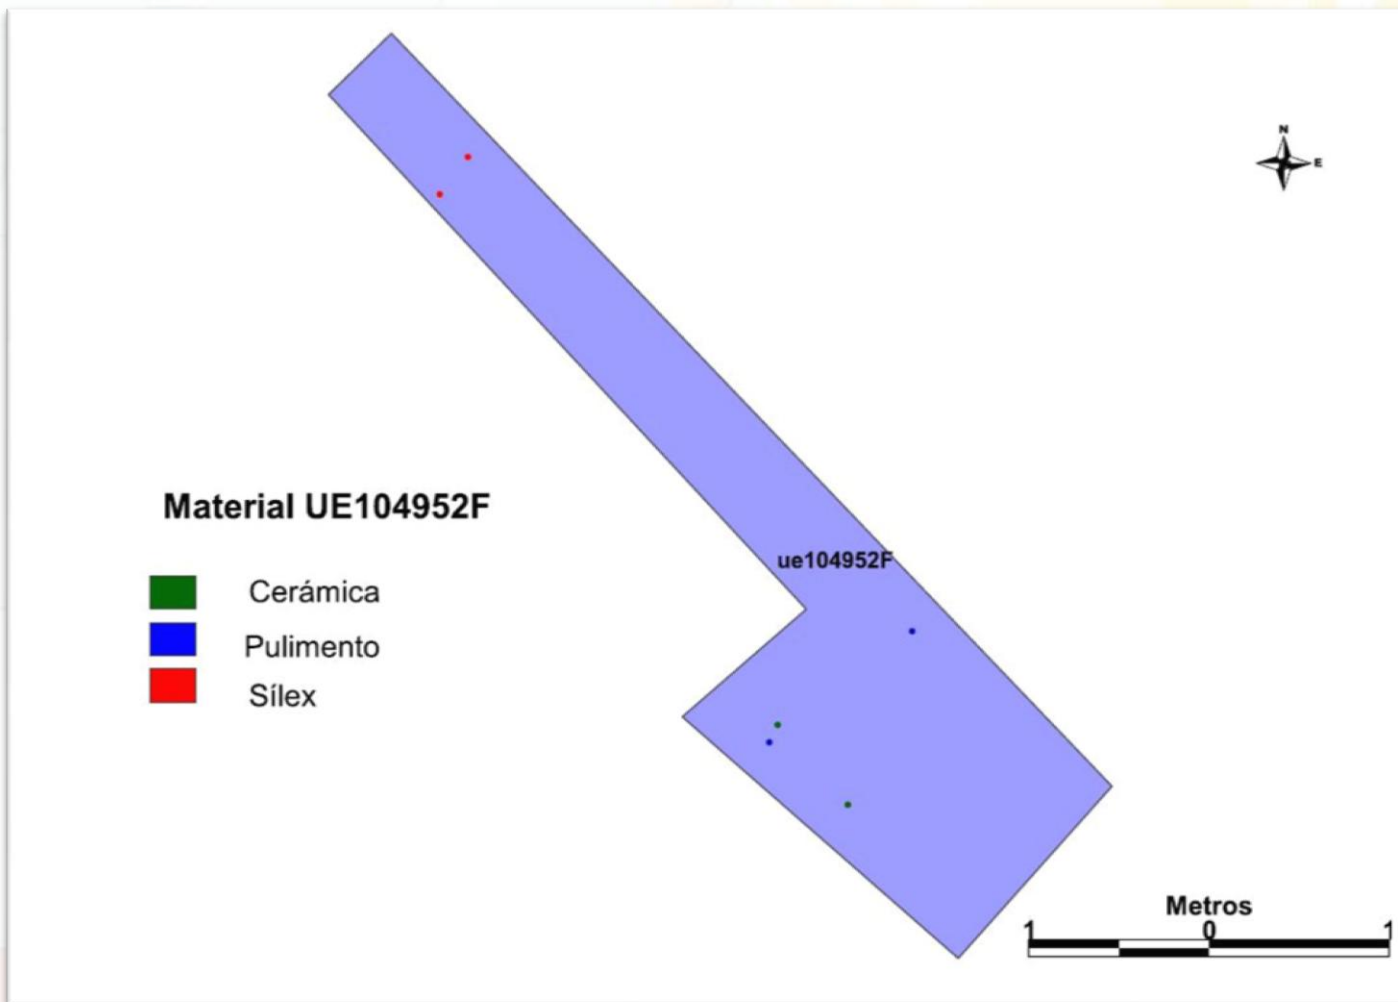 N
E
Material UE104952F
ue104952F
Cerámica
Pulimento
Sílex
Metros
1 0 1